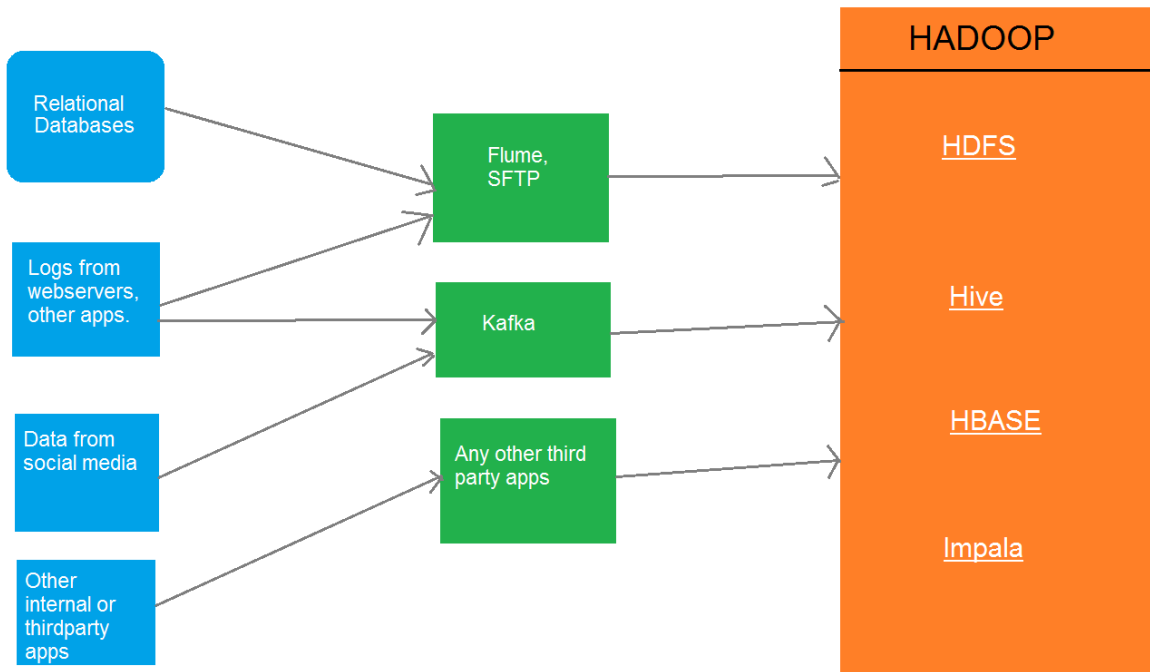 Relational
Databases
Logs from
webservers,
other apps.
Data from
social media
Other
internal or
thirdparty
apps
Flume,
SFTP
Kafka
Any other third
party apps
HADOOP
HDFS
Hive
HBASE
Impala